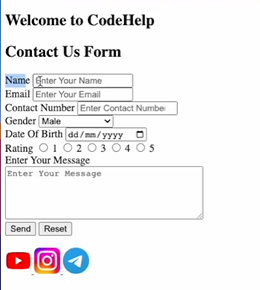 Welcome to CodeHelp
Contact Us Form
Name Enter Your Name
Email Enter Your Email
Contact Number Enter Contact Number
Gender Male
Date Of Birth dd/mm/yyyy
Rating 1 2 3 4 5
Enter Your Message
Enter Your Message
Send Reset